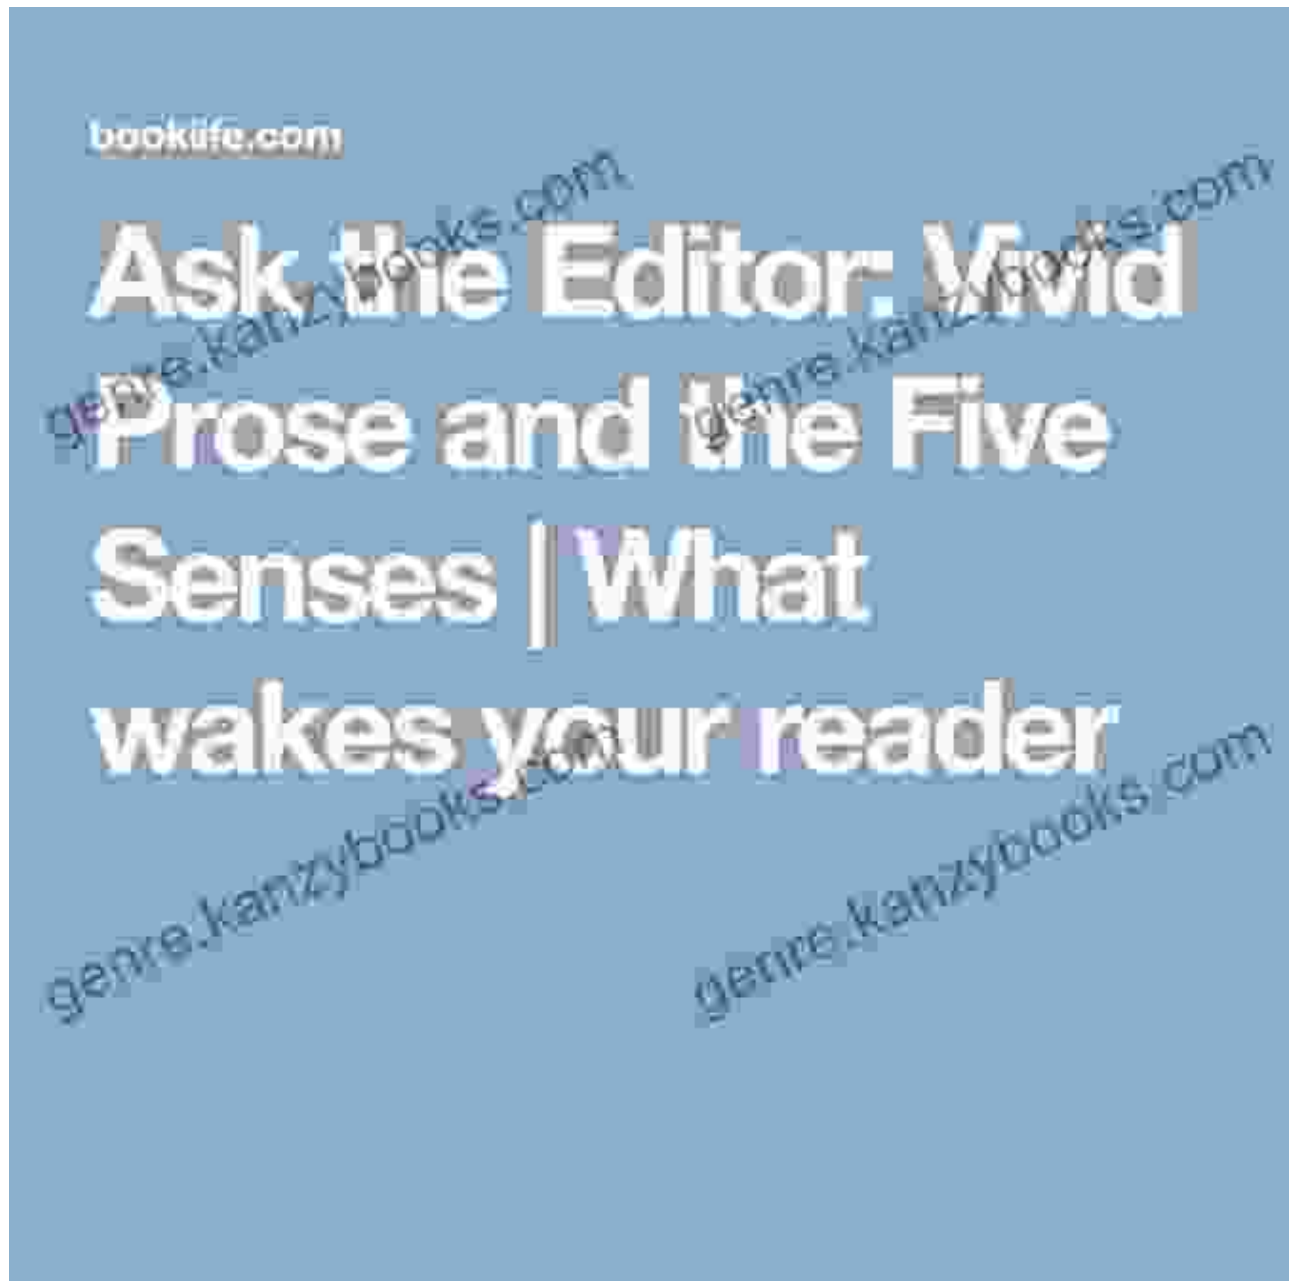 booklife.com
Ask the Editor: Vivid
Prose and the Five
Senses | What
wakes your reader
genre.kanzybooks.com
genre.kanzybooks.com
genre.kanzybooks.com
genre.kanzybooks.com